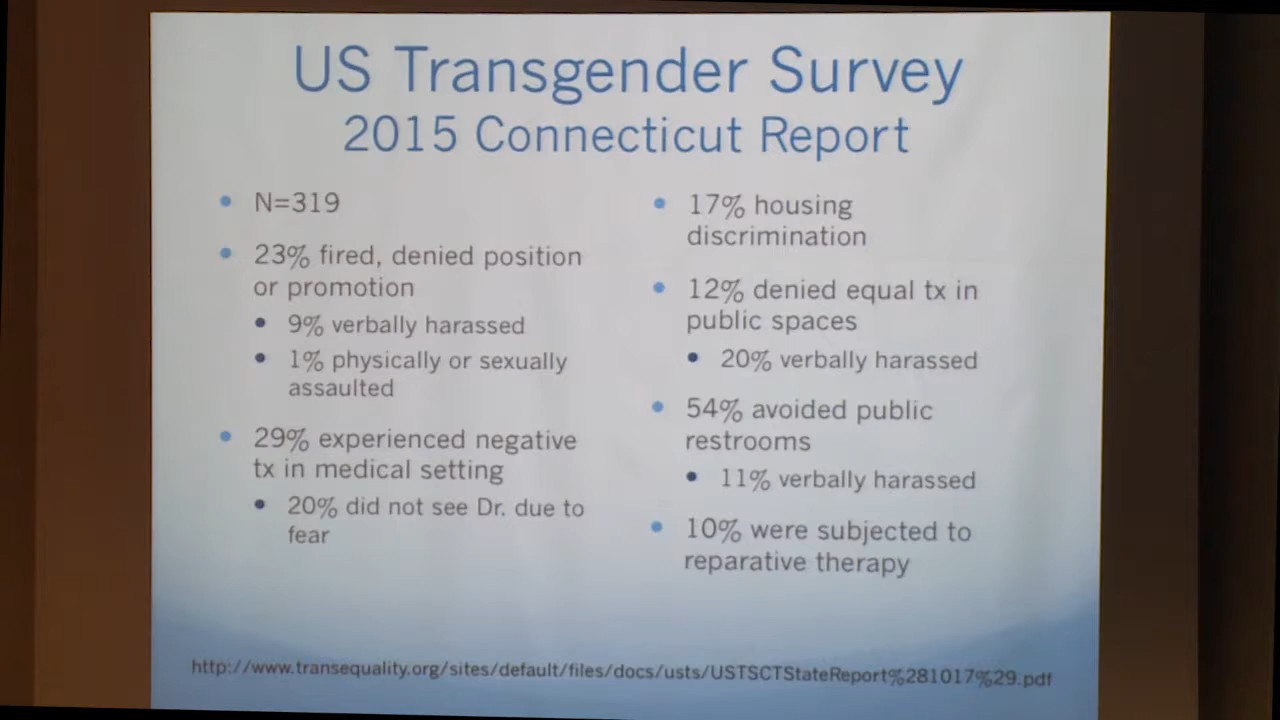 US Transgender Survey
2015 Connecticut Report
N=319
23% fired, denied position
or promotion
9% verbally harassed
1% physically or sexually
assaulted
29% experienced negative
tx in medical setting
20% did not see Dr. due to
fear
17% housing
discrimination
12% denied equal tx in
public spaces
20% verbally harassed
54% avoided public
restrooms
11% verbally harassed
10% were subjected to
reparative therapy
http://www.transequality.org/sites/default/files/docs/usts/USTSCTStateReport%281017%29.pdf